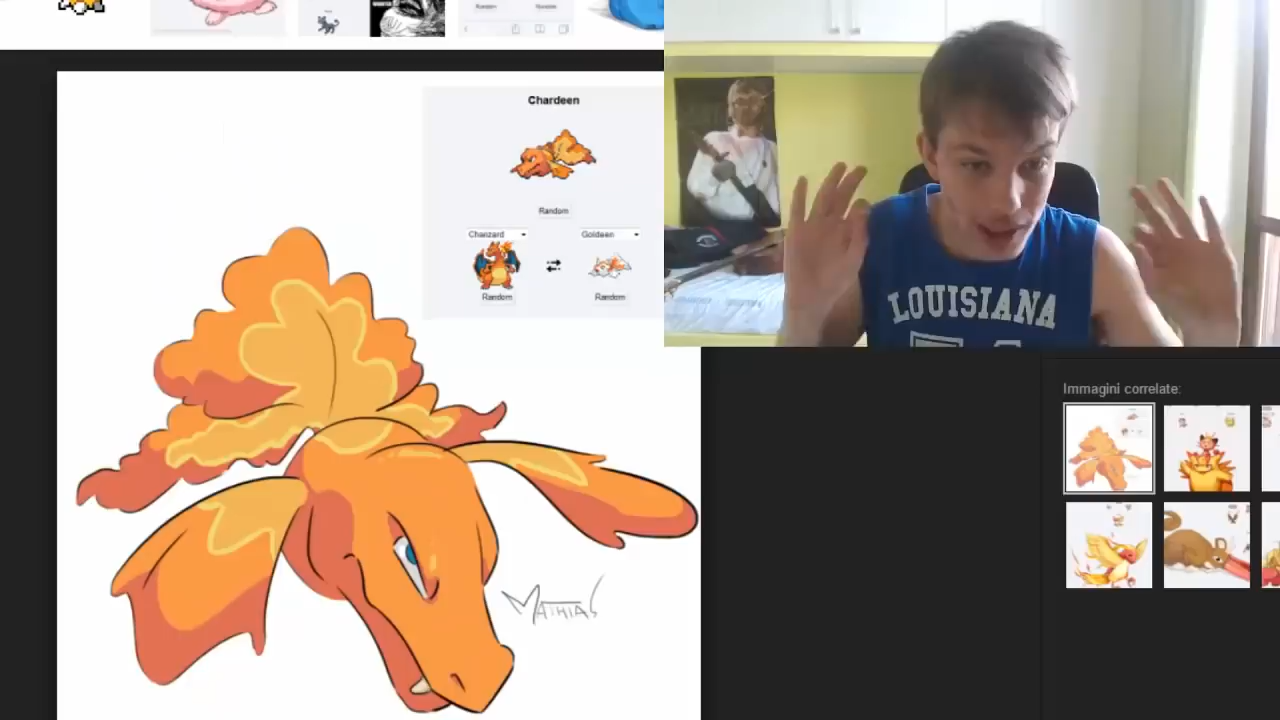 Chardeen
Random
Charizard
Goldeen
Random
Random
MATHIAS
LOUISIANA
Immagini correlate: